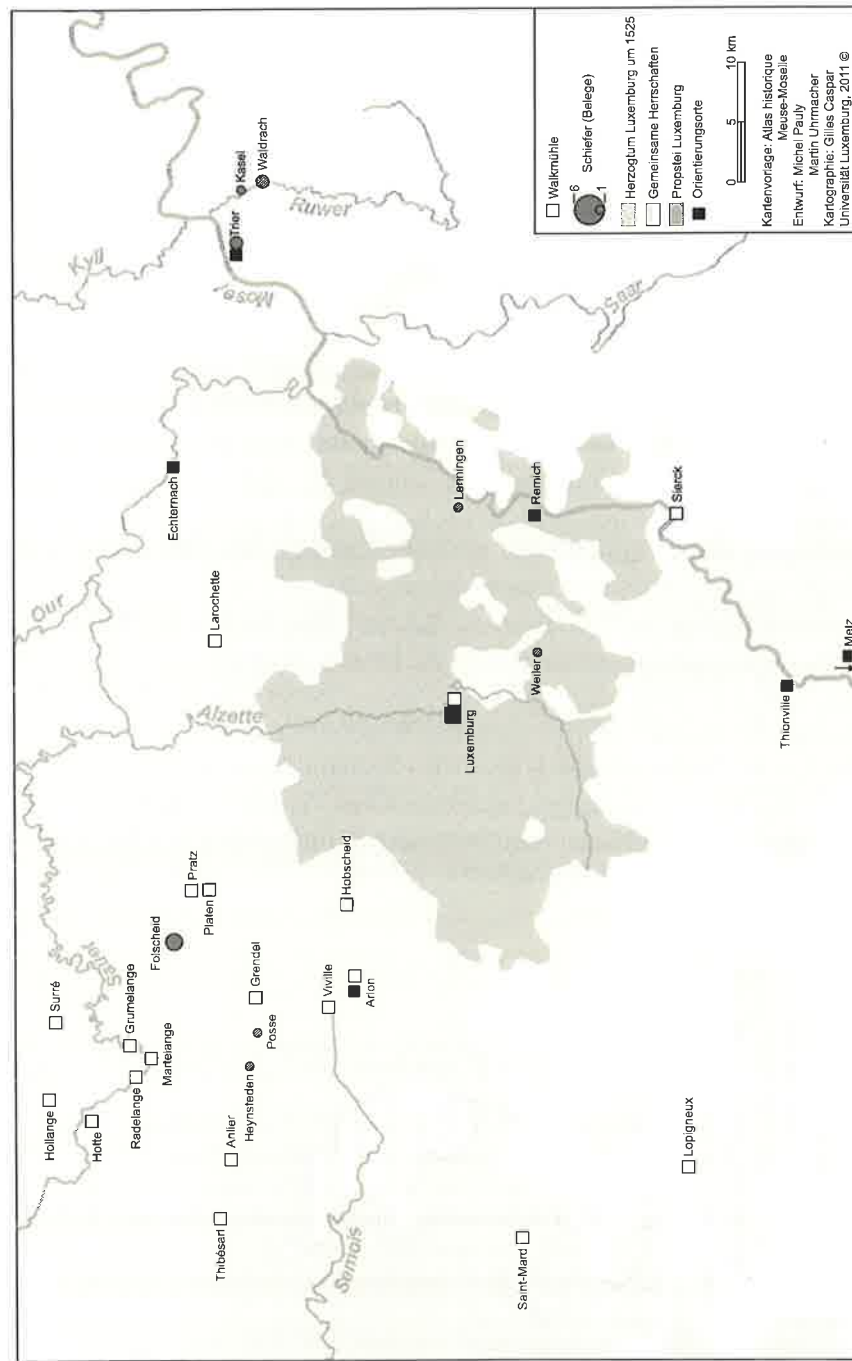 Hollange
Surré
Hotte
Grumelange
Radelange
Martelange
Sauer
Folscheid
Pratz
Platen
Thibésart
Anlier
Heynsteden
Posse
Grendel
Viville
Arlon
Hobscheid
Semois
Saint-Mard
Lopigneux
Our
Echternach
Larochette
Alzette
Luxemburg
Weiler
Lenningen
Remich
Sierck
Thionville
Metz
Kyll
Mosel
Trier
Kasel
Waldrach
Ruwer
Saar
Walkmühle
6
1
Schiefer (Belege)
Herzogtum Luxemburg um 1525
Gemeinsame Herrschaften
Propstei Luxemburg
Orientierungsorte
0 5 10 km
Kartenvorlage: Atlas historique
Meuse-Moselle
Entwurf: Michel Pauly
Martin Uhrmacher
Kartographie: Gilles Caspar
Universität Luxemburg, 2011 ©